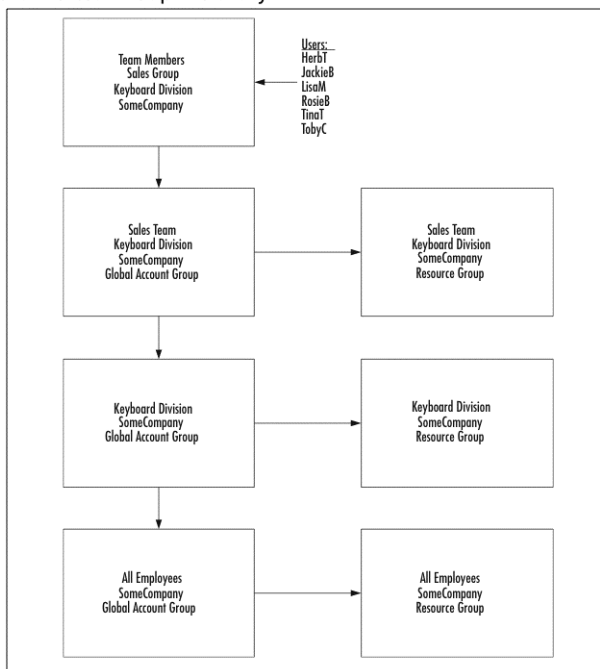 Team Members
Sales Group
Keyboard Division
SomeCompany
Users:
HerbT
JackieB
LisaM
RosieB
TinaT
TobyC
Sales Team
Keyboard Division
SomeCompany
Global Account Group
Sales Team
Keyboard Division
SomeCompany
Resource Group
Keyboard Division
SomeCompany
Global Account Group
Keyboard Division
SomeCompany
Resource Group
All Employees
SomeCompany
Global Account Group
All Employees
SomeCompany
Resource Group